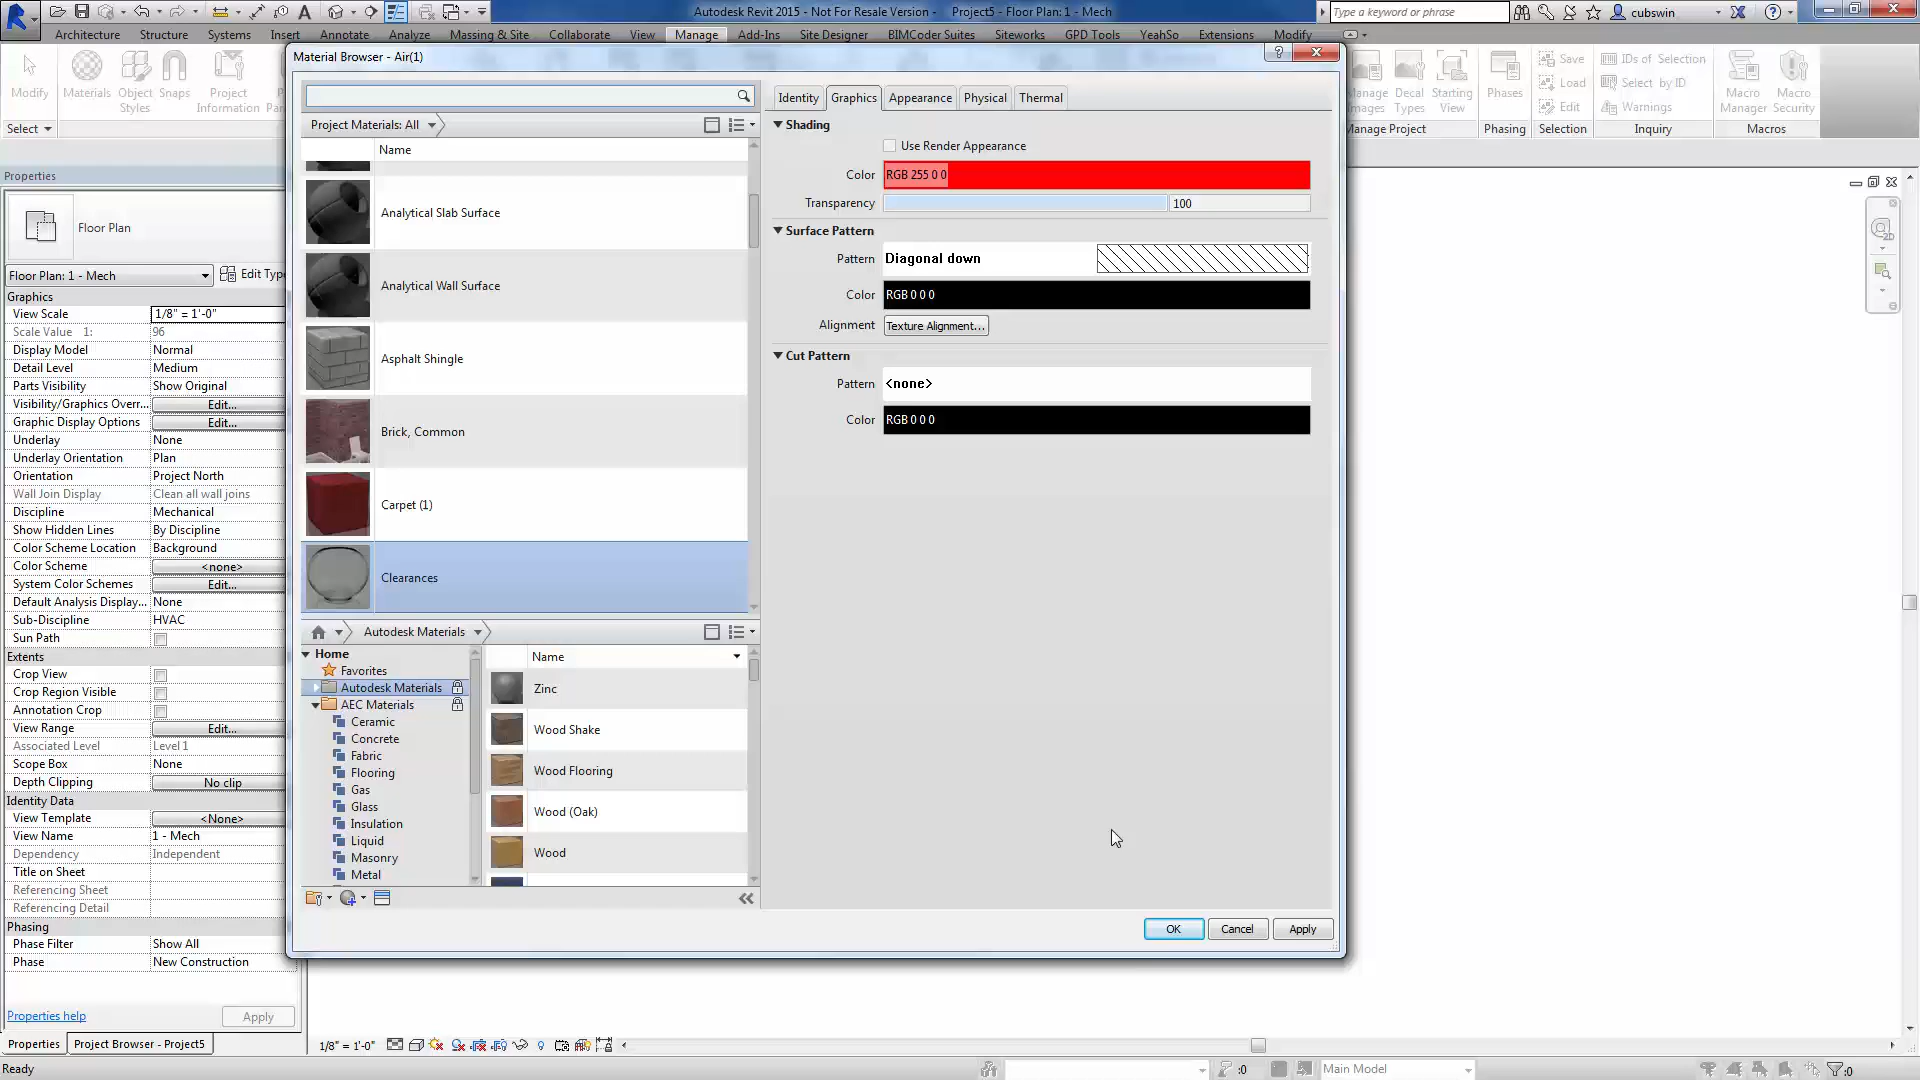 Autodesk Revit 2015 - Not For Resale Version - Project5 - Floor Plan: 1 - Mech
Type a keyword or phrase
cubswin
Architecture Structure Systems Insert Annotate Analyze Massing & Site Collaborate View Manage Add-Ins Site Designer BIMCoder Suites Siteworks GPD Tools YeahSo Extensions Modify
Modify
Materials
Object Styles
Snaps
Project Information
Decal Types
Starting View
Phases
Save
Load
Edit
IDs of Selection
Select by ID
Warnings
Macro Manager
Macro Security
Select
Manage Project
Phasing
Selection
Inquiry
Macros
Properties
Floor Plan
Floor Plan: 1 - Mech
Edit Type
Graphics
View Scale 1/8" = 1'-0"
Scale Value 1: 96
Display Model Normal
Detail Level Medium
Parts Visibility Show Original
Visibility/Graphics Overr... Edit...
Graphic Display Options Edit...
Underlay None
Underlay Orientation Plan
Orientation Project North
Wall Join Display Clean all wall joins
Discipline Mechanical
Show Hidden Lines By Discipline
Color Scheme Location Background
Color Scheme <none>
System Color Schemes Edit...
Default Analysis Display... None
Sub-Discipline HVAC
Sun Path
Extents
Crop View
Crop Region Visible
Annotation Crop
View Range Edit...
Associated Level Level 1
Scope Box None
Depth Clipping No clip
Identity Data
View Template <None>
View Name 1 - Mech
Dependency Independent
Title on Sheet
Referencing Sheet
Referencing Detail
Phasing
Phase Filter Show All
Phase New Construction
Properties help
Apply
Properties
Project Browser - Project5
Ready
Material Browser - Air(1)
Project Materials: All
Name
Analytical Slab Surface
Analytical Wall Surface
Asphalt Shingle
Brick, Common
Carpet (1)
Clearances
Autodesk Materials
Home
Favorites
Autodesk Materials
AEC Materials
Ceramic
Concrete
Fabric
Flooring
Gas
Glass
Insulation
Liquid
Masonry
Metal
Name
Zinc
Wood Shake
Wood Flooring
Wood (Oak)
Wood
Identity Graphics Appearance Physical Thermal
Shading
Use Render Appearance
Color RGB 255 0 0
Transparency 100
Surface Pattern
Pattern Diagonal down
Color RGB 0 0 0
Alignment Texture Alignment...
Cut Pattern
Pattern <none>
Color RGB 0 0 0
OK
Cancel
Apply
1/8" = 1'-0"
:0
Main Model
:0